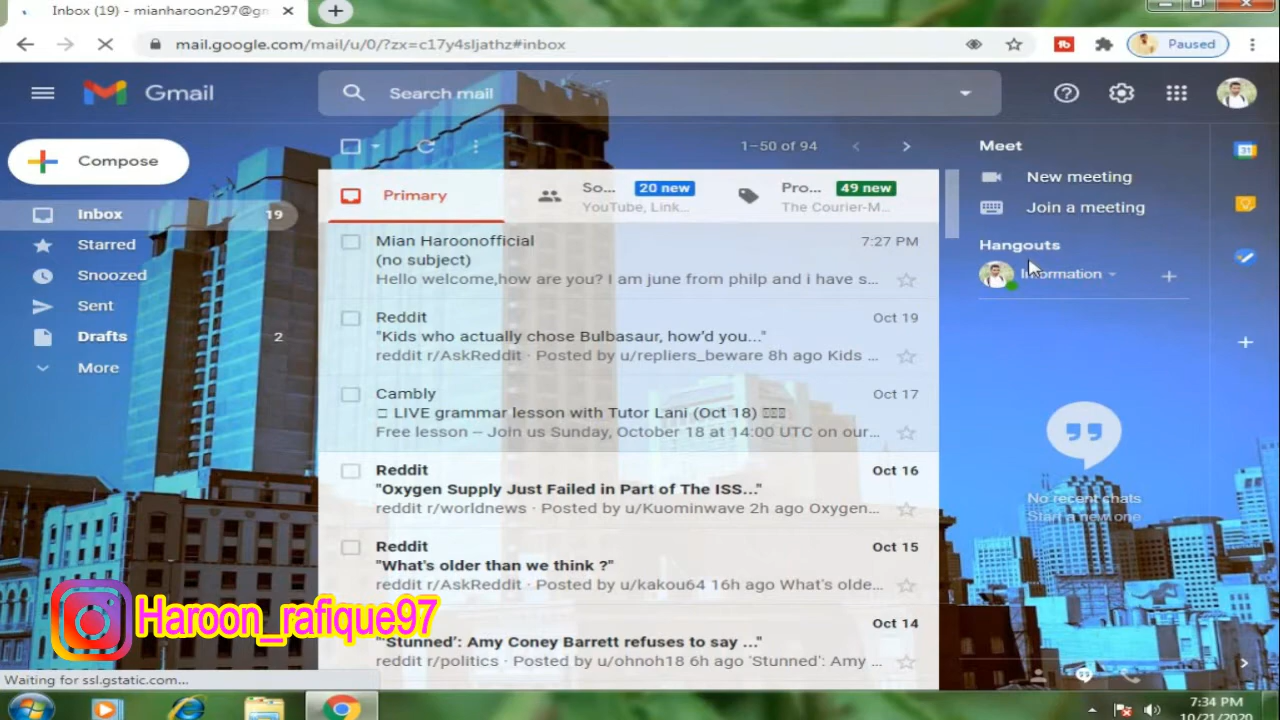 Inbox (19) - mianharoon297@gm
mail.google.com/mail/u/0/?zx=c17y4sljathz#inbox
Paused
Gmail
Search mail
Compose
1–50 of 94
Inbox 19
Starred
Snoozed
Sent
Drafts 2
More
Primary
So... 20 new
YouTube, Link...
Pro... 49 new
The Courier-M...
Mian Haroonofficial 7:27 PM
(no subject)
Hello welcome,how are you? I am june from philp and i have s...
Reddit Oct 19
"Kids who actually chose Bulbasaur, how'd you..."
reddit r/AskReddit · Posted by u/repliers_beware 8h ago Kids ...
Cambly Oct 17
LIVE grammar lesson with Tutor Lani (Oct 18)
Free lesson -- Join us Sunday, October 18 at 14:00 UTC on our...
Reddit Oct 16
"Oxygen Supply Just Failed in Part of The ISS..."
reddit r/worldnews · Posted by u/Kuominwave 2h ago Oxygen...
Reddit Oct 15
"What's older than we think ?"
reddit r/AskReddit · Posted by u/kakou64 16h ago What's olde...
Oct 14
"'Stunned': Amy Coney Barrett refuses to say ..."
reddit r/politics · Posted by u/ohnoh18 6h ago 'Stunned': Amy ...
Meet
New meeting
Join a meeting
Hangouts
Information
31
No recent chats
Start a new one
Haroon_rafique97
Waiting for ssl.gstatic.com...
7:34 PM
10/21/2020